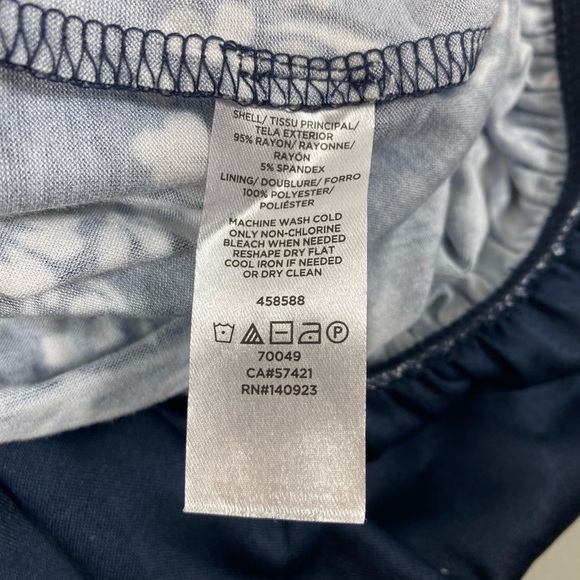 SHELL/ TISSU PRINCIPAL/
TELA EXTERIOR
95% RAYON/ RAYONNE/
RAYÓN
5% SPANDEX
LINING/ DOUBLURE/ FORRO
100% POLYESTER/
POLIÉSTER
MACHINE WASH COLD
ONLY NON-CHLORINE
BLEACH WHEN NEEDED
RESHAPE DRY FLAT
COOL IRON IF NEEDED
OR DRY CLEAN
458588
P
70049
CA#57421
RN#140923